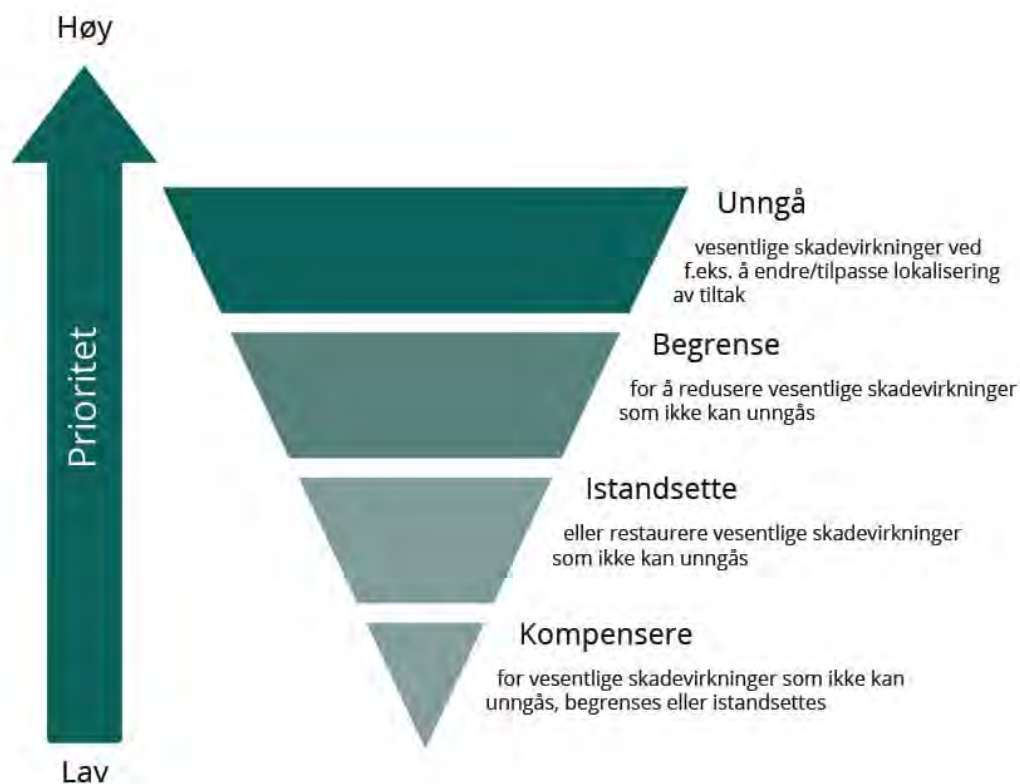 Høy
Prioritet
Lav
Unngå
vesentlige skadevirkninger ved
f.eks. å endre/tilpasse lokalisering
av tiltak
Begrense
for å redusere vesentlige skadevirkninger
som ikke kan unngås
Istandsette
eller restaurere vesentlige skadevirkninger
som ikke kan unngås
Kompensere
for vesentlige skadevirkninger som ikke kan
unngås, begrenses eller istandsettes